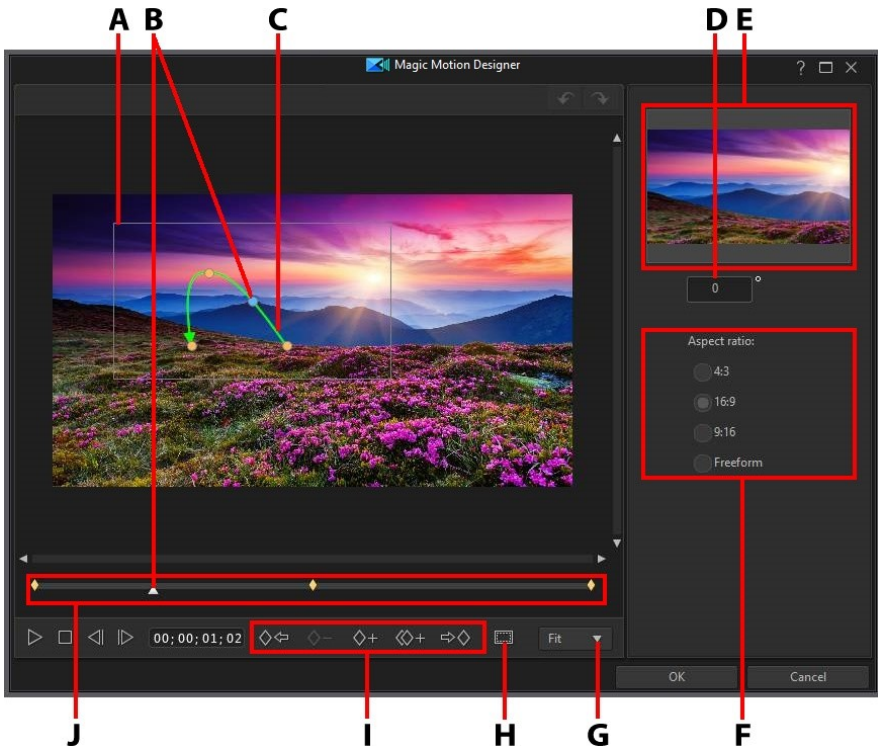 A B C D E
Magic Motion Designer ?
0 °
Aspect ratio:
4:3
16:9
9:16
Freeform
00;00;01;02 Fit
OK Cancel
J I H G F